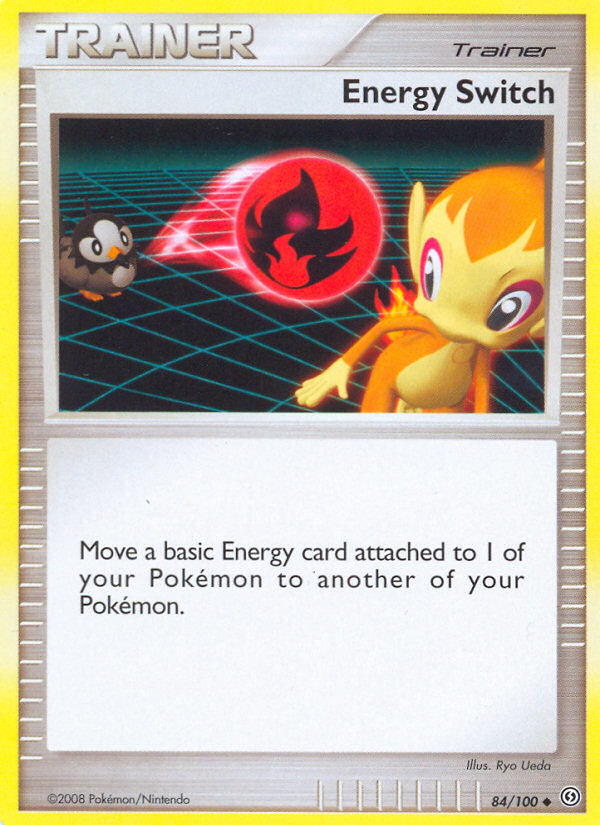 TRAINER
Trainer
Energy Switch
Move a basic Energy card attached to 1 of
your Pokémon to another of your
Pokémon.
Illus. Ryo Ueda
©2008 Pokémon/Nintendo
84/100